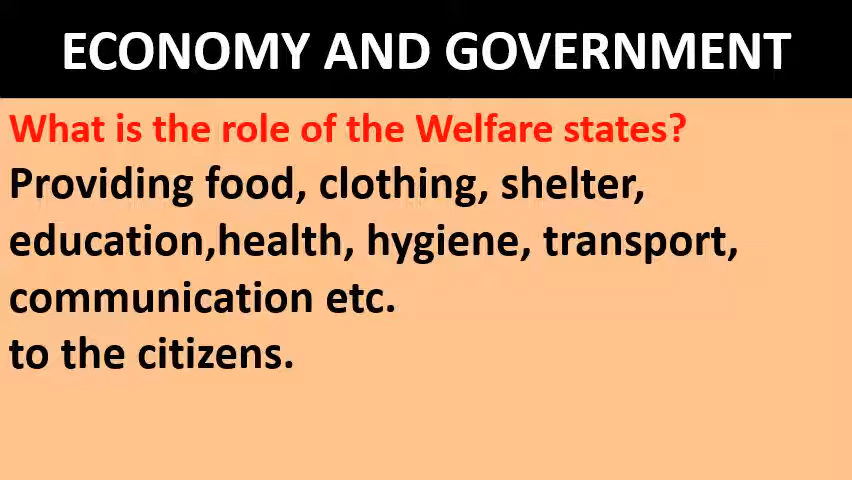 ECONOMY AND GOVERNMENT
What is the role of the Welfare states?
Providing food, clothing, shelter,
education,health, hygiene, transport,
communication etc.
to the citizens.